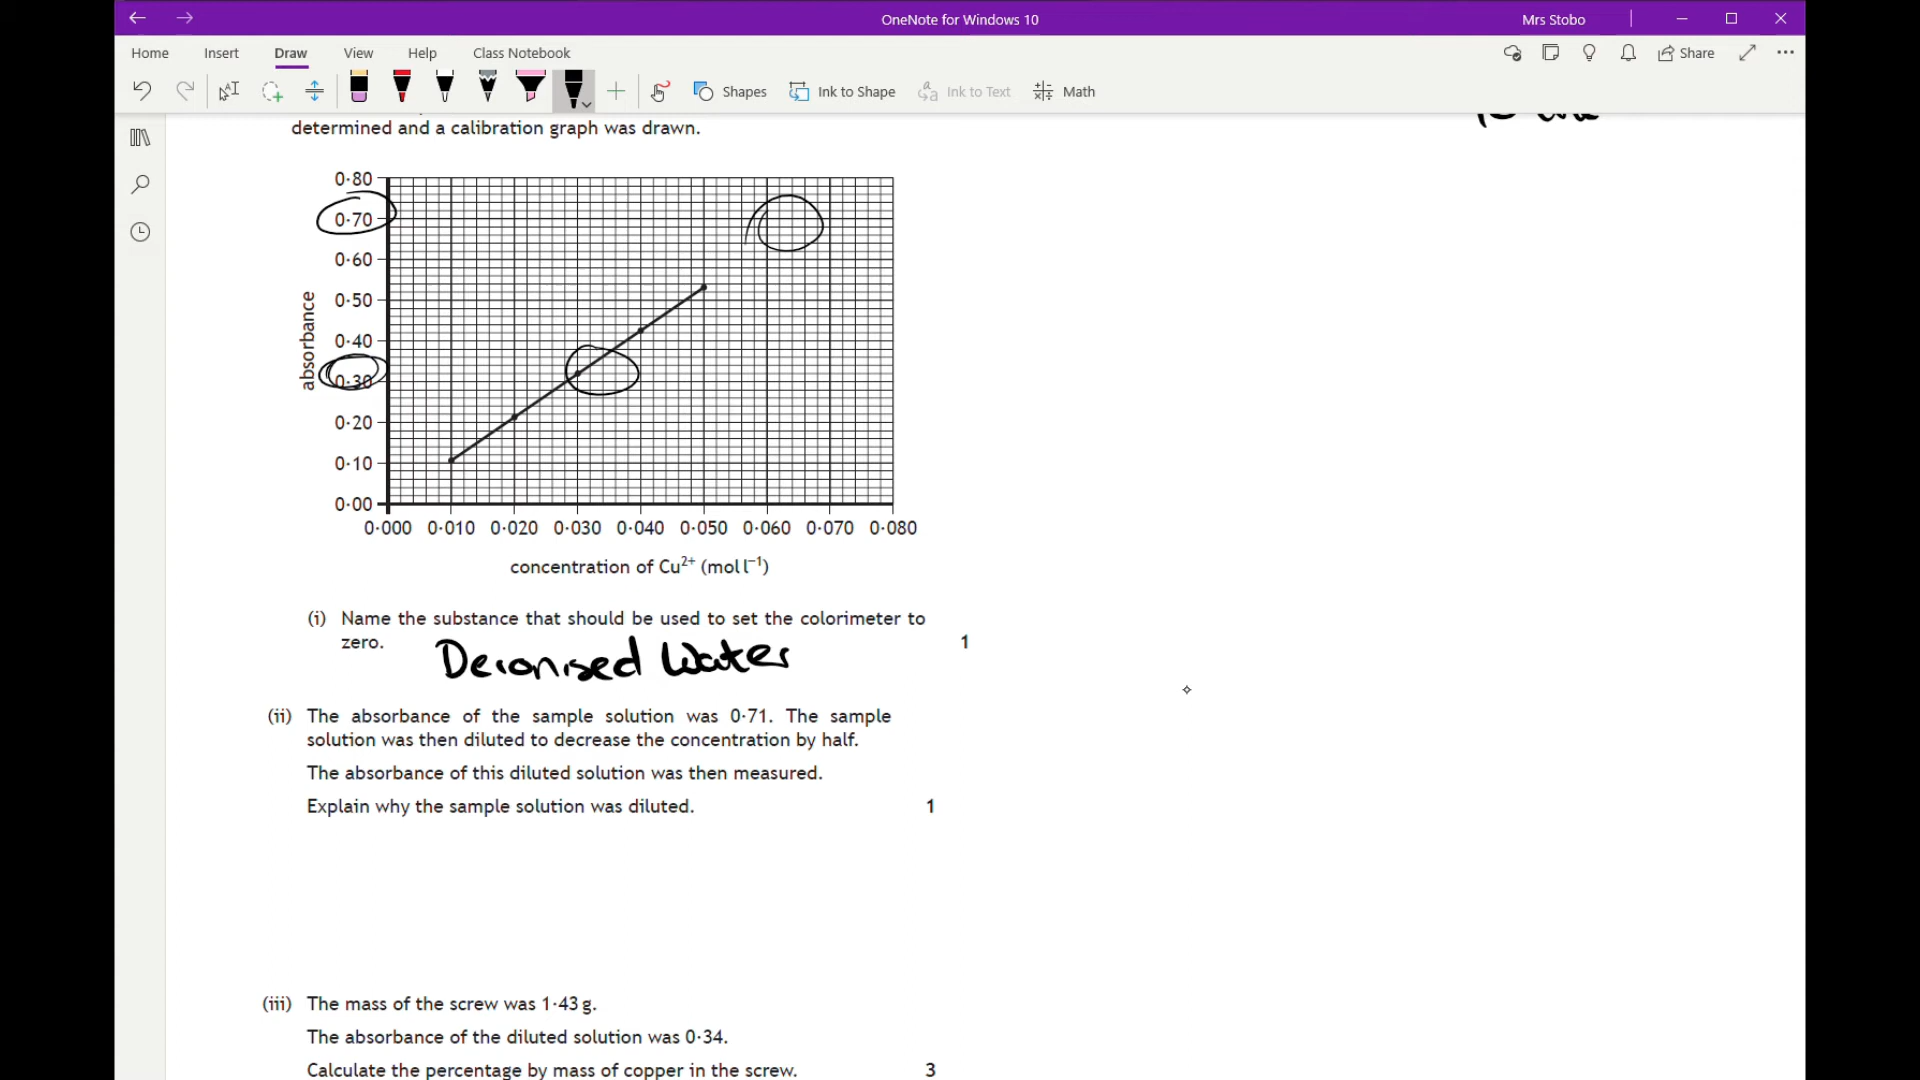 OneNote for Windows 10
Mrs Stobo
Home Insert Draw View Help Class Notebook
Share
Shapes Ink to Shape Ink to Text Math
to the
determined and a calibration graph was drawn.
0·80
0·70
0·60
0·50
0·40
0·30
0·20
0·10
0·00
absorbance
0·000 0·010 0·020 0·030 0·040 0·050 0·060 0·070 0·080
concentration of Cu²⁺ (mol l⁻¹)
(i) Name the substance that should be used to set the colorimeter to
zero. 1
Deionised Water
(ii) The absorbance of the sample solution was 0·71. The sample
solution was then diluted to decrease the concentration by half.
The absorbance of this diluted solution was then measured.
Explain why the sample solution was diluted. 1
(iii) The mass of the screw was 1·43 g.
The absorbance of the diluted solution was 0·34.
Calculate the percentage by mass of copper in the screw. 3